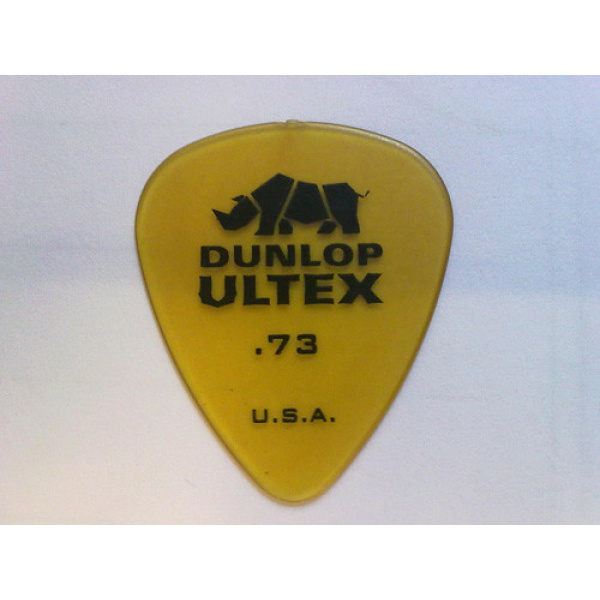 DUNLOP
ULTEX
.73
U.S.A.